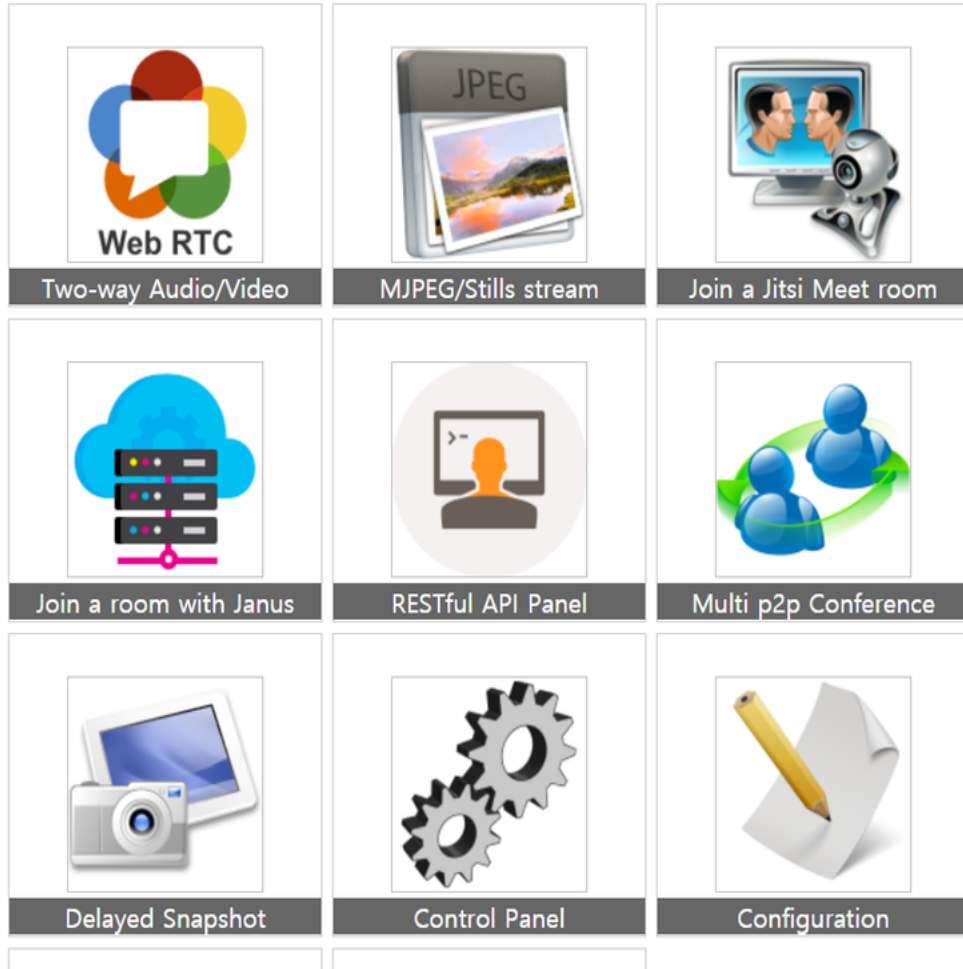 Web RTC
Two-way Audio/Video
JPEG
MJPEG/Stills stream
Join a Jitsi Meet room
Join a room with Janus
>-
RESTful API Panel
Multi p2p Conference
Delayed Snapshot
Control Panel
Configuration